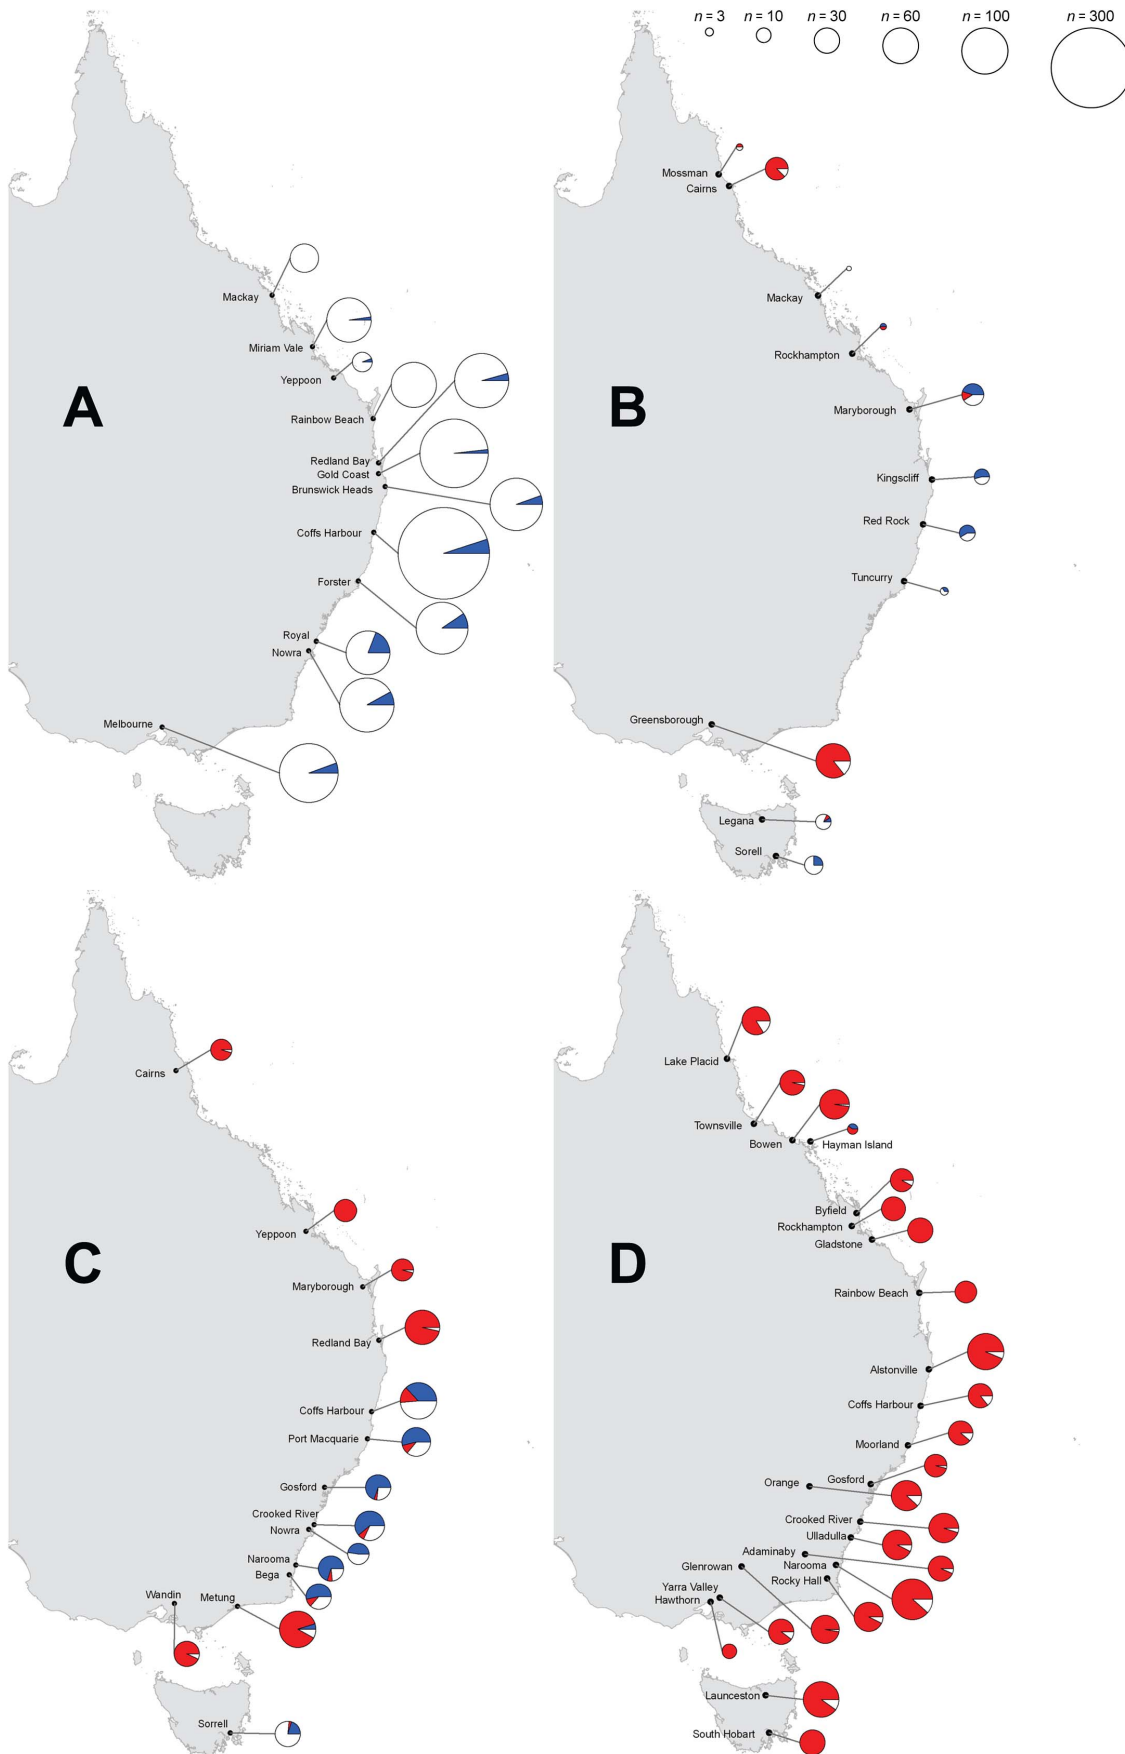 n = 3 n = 10 n = 30 n = 60 n = 100 n = 300
A
Mackay
Miriam Vale
Yeppoon
Rainbow Beach
Redland Bay
Gold Coast
Brunswick Heads
Coffs Harbour
Forster
Royal
Nowra
Melbourne
B
Mossman
Cairns
Mackay
Rockhampton
Maryborough
Kingscliff
Red Rock
Tuncurry
Greensborough
Legana
Sorell
C
Cairns
Yeppoon
Maryborough
Redland Bay
Coffs Harbour
Port Macquarie
Gosford
Crooked River
Nowra
Narooma
Bega
Wandin
Metung
Sorrell
D
Lake Placid
Townsville
Bowen
Hayman Island
Byfield
Rockhampton
Gladstone
Rainbow Beach
Alstonville
Coffs Harbour
Moorland
Gosford
Orange
Crooked River
Ulladulla
Adaminaby
Narooma
Glenrowan
Rocky Hall
Yarra Valley
Hawthorn
Launceston
South Hobart